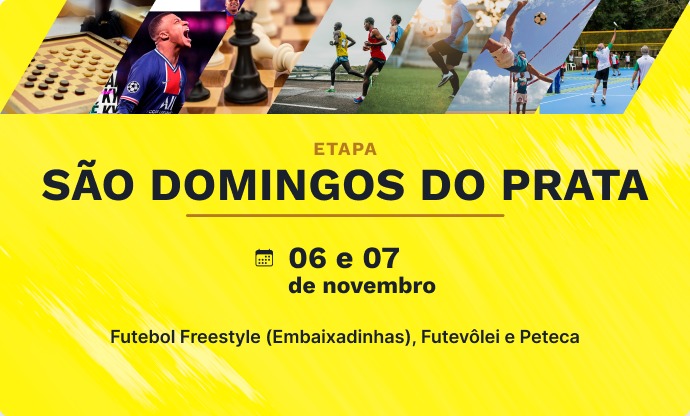 ETAPA
SÃO DOMINGOS DO PRATA
06 e 07
de novembro
Futebol Freestyle (Embaixadinhas), Futevôlei e Peteca